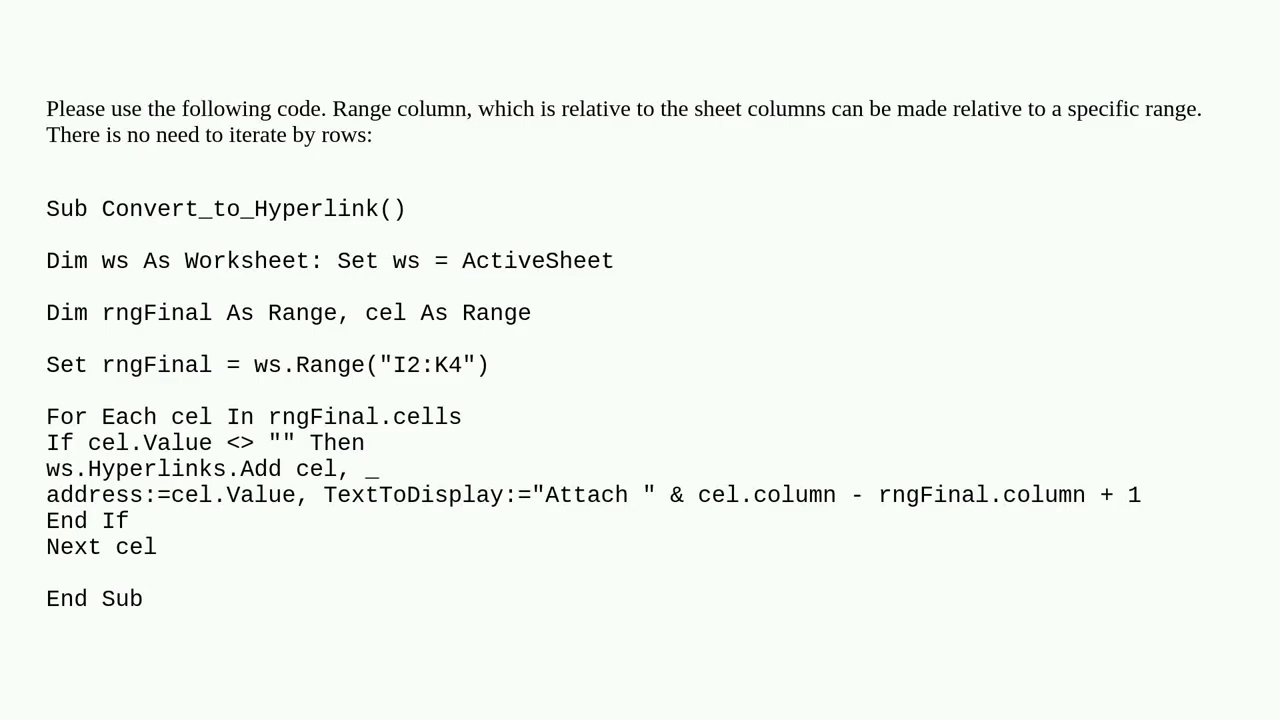 Please use the following code. Range column, which is relative to the sheet columns can be made relative to a specific range.
There is no need to iterate by rows:
Sub Convert_to_Hyperlink()
Dim ws As Worksheet: Set ws = ActiveSheet
Dim rngFinal As Range, cel As Range
Set rngFinal = ws.Range("I2:K4")
For Each cel In rngFinal.cells
If cel.Value <> "" Then
ws.Hyperlinks.Add cel, _
address:=cel.Value, TextToDisplay:="Attach " & cel.column - rngFinal.column + 1
End If
Next cel
End Sub